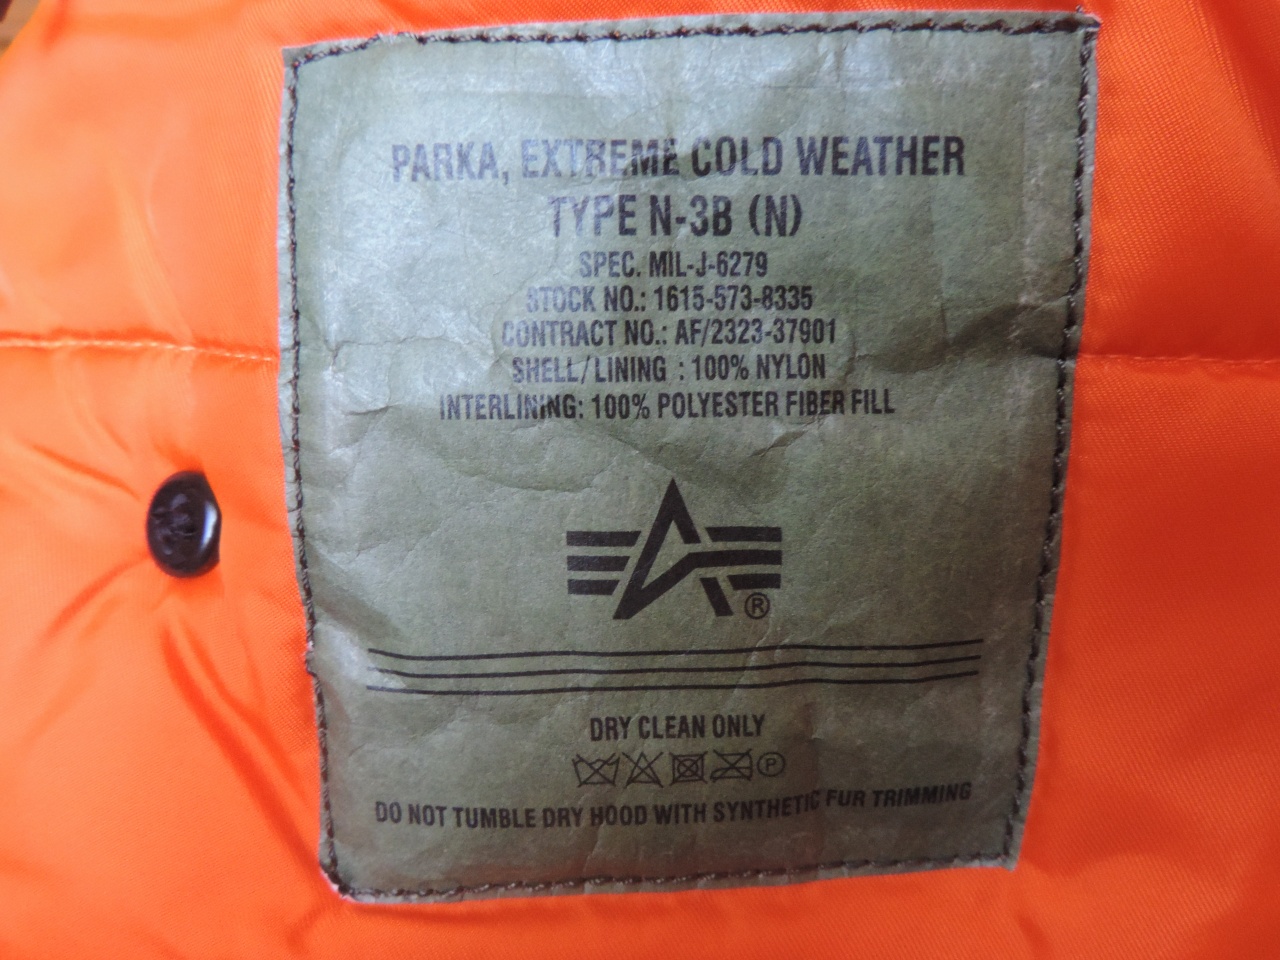 PARKA, EXTREME COLD WEATHER
TYPE N-3B (N)
SPEC. MIL-J-6279
STOCK NO.: 1615-573-8335
CONTRACT NO.: AF/2323-37901
SHELL/LINING : 100% NYLON
INTERLINING: 100% POLYESTER FIBER FILL
®
DRY CLEAN ONLY
P
DO NOT TUMBLE DRY HOOD WITH SYNTHETIC FUR TRIMMING